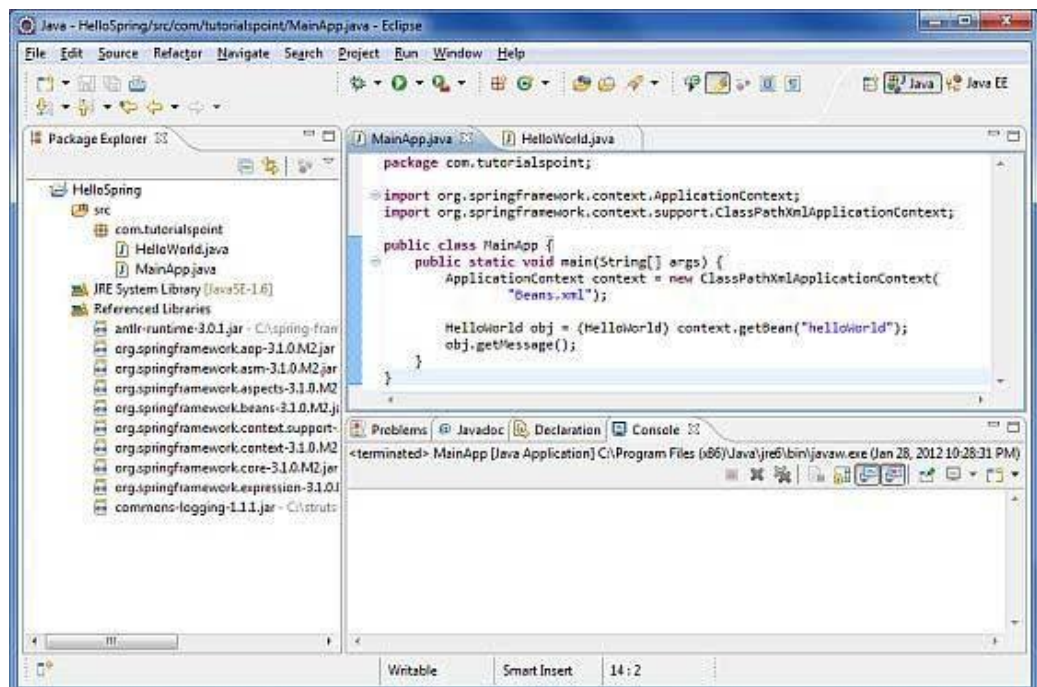 Java - HelloSpring/src/com/tutorialspoint/MainApp.java - Eclipse
File Edit Source Refactor Navigate Search Project Run Window Help
Java Java EE
Package Explorer
HelloSpring
src
com.tutorialspoint
HelloWorld.java
MainApp.java
JRE System Library [JavaSE-1.6]
Referenced Libraries
antlr-runtime-3.0.1.jar - C:\spring-fram
org.springframework.aop-3.1.0.M2.jar
org.springframework.asm-3.1.0.M2.jar
org.springframework.aspects-3.1.0.M2
org.springframework.beans-3.1.0.M2.ja
org.springframework.context.support-
org.springframework.context-3.1.0.M2
org.springframework.core-3.1.0.M2.jar
org.springframework.expression-3.1.0.I
commons-logging-1.1.1.jar - C:\struts
MainApp.java HelloWorld.java
package com.tutorialspoint;
import org.springframework.context.ApplicationContext;
import org.springframework.context.support.ClassPathXmlApplicationContext;
public class MainApp {
public static void main(String[] args) {
ApplicationContext context = new ClassPathXmlApplicationContext(
"Beans.xml");
HelloWorld obj = (HelloWorld) context.getBean("helloWorld");
obj.getMessage();
}
}
Problems @ Javadoc Declaration Console
<terminated> MainApp [Java Application] C:\Program Files (x86)\Java\jre6\bin\javaw.exe (Jan 28, 2012 10:28:31 PM)
Writable Smart Insert 14 : 2